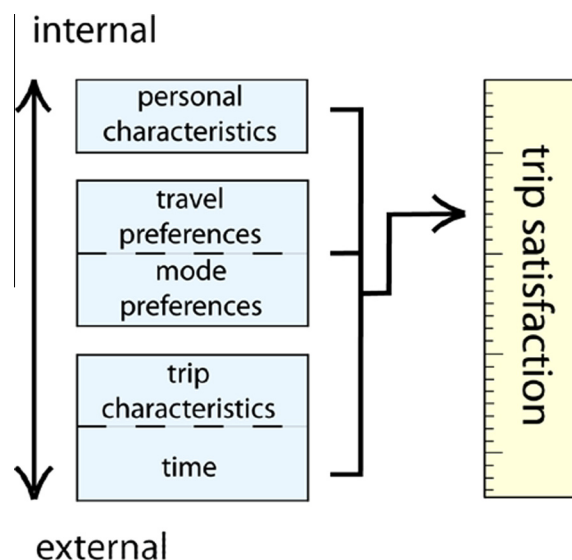 internal
personal
characteristics
travel
preferences
mode
preferences
trip
characteristics
time
external
trip satisfaction